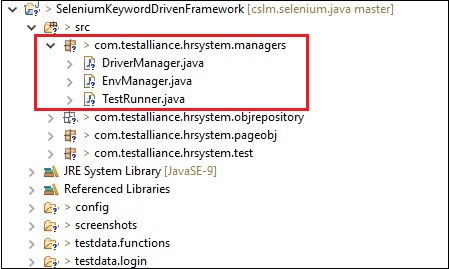 > SeleniumKeywordDrivenFramework [cslm.selenium.java master]
> src
> com.testalliance.hrsystem.managers
> DriverManager.java
> EnvManager.java
> TestRunner.java
> com.testalliance.hrsystem.objrepository
> com.testalliance.hrsystem.pageobj
> com.testalliance.hrsystem.test
JRE System Library [JavaSE-9]
Referenced Libraries
> config
> screenshots
> testdata.functions
> testdata.login